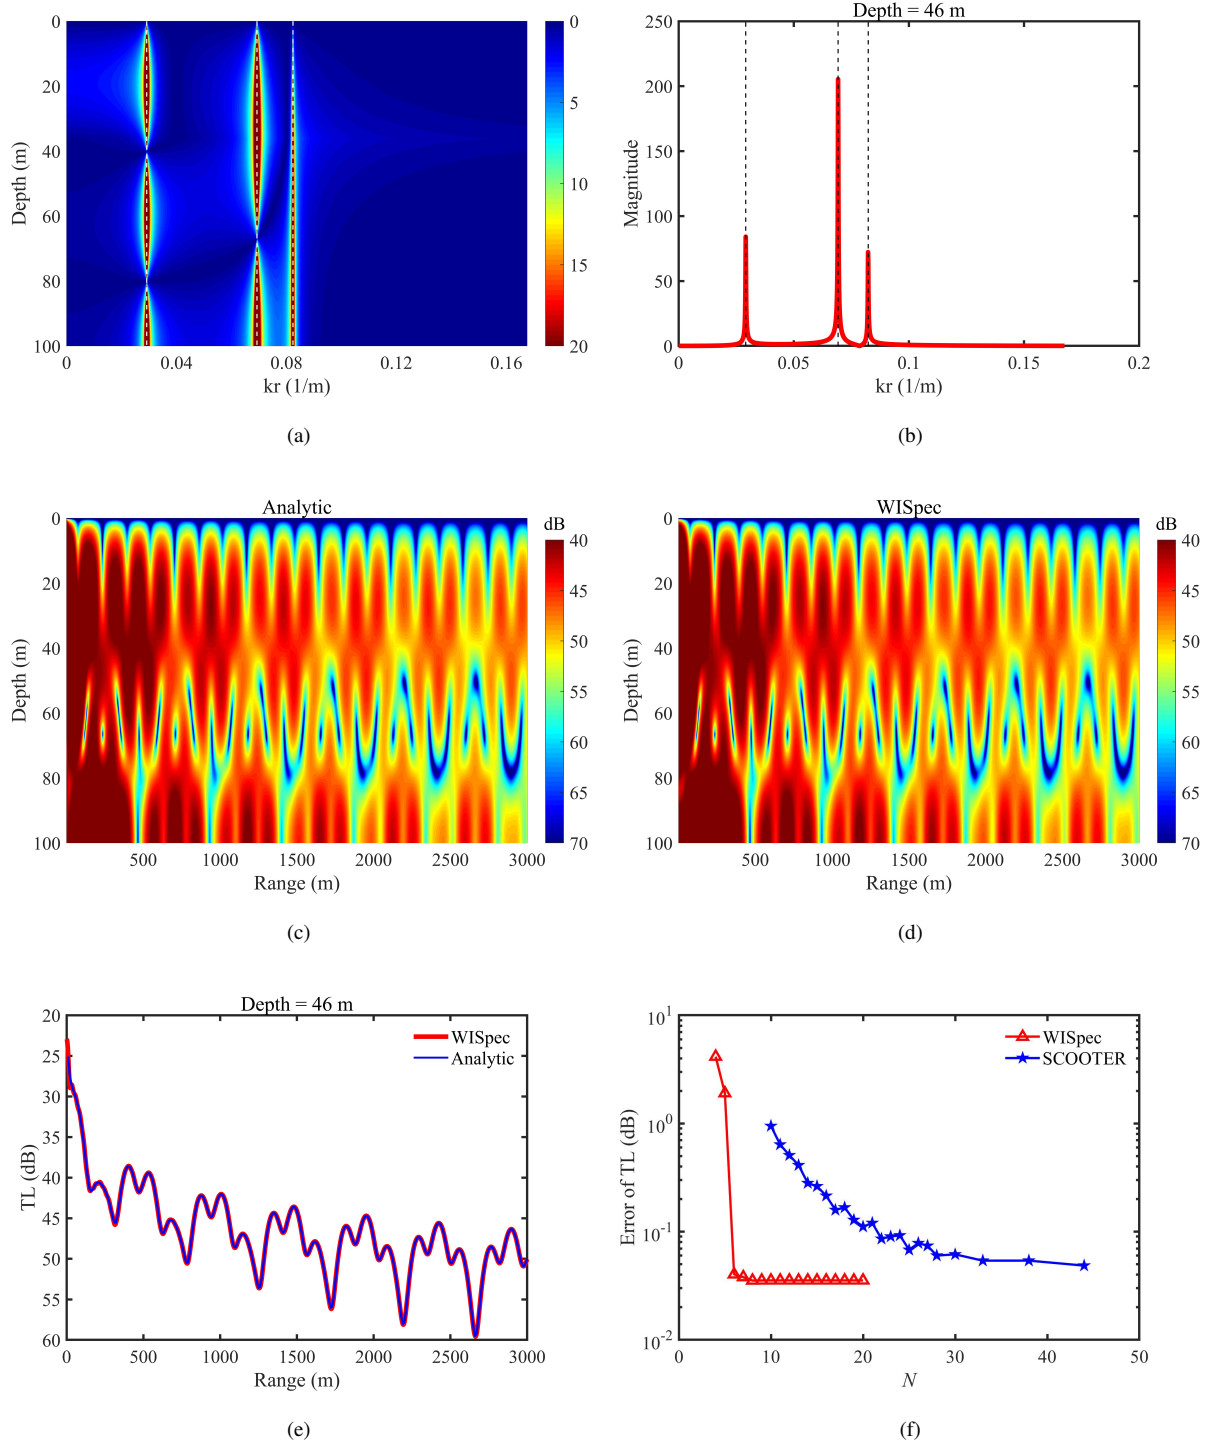 0
20
40
60
80
100
Depth (m)
0 0.04 0.08 0.12 0.16
kr (1/m)
0
5
10
15
20
(a)
Depth = 46 m
250
200
150
100
50
0
Magnitude
0 0.05 0.1 0.15 0.2
kr (1/m)
(b)
Analytic
0
20
40
60
80
100
Depth (m)
500 1000 1500 2000 2500 3000
Range (m)
dB
40
45
50
55
60
65
70
(c)
WISpec
0
20
40
60
80
100
Depth (m)
500 1000 1500 2000 2500 3000
Range (m)
dB
40
45
50
55
60
65
70
(d)
Depth = 46 m
20
25
30
35
40
45
50
55
60
TL (dB)
WISpec
Analytic
0 500 1000 1500 2000 2500 3000
Range (m)
(e)
10^1
10^0
10^-1
10^-2
Error of TL (dB)
WISpec
SCOOTER
0 10 20 30 40 50
N
(f)